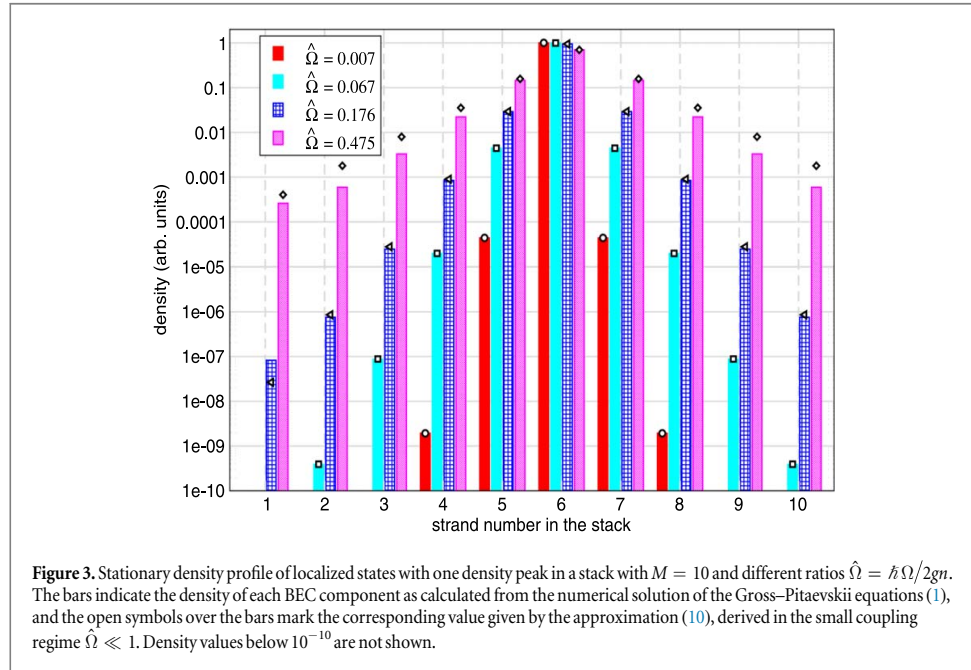 1
0.1
0.01
0.001
0.0001
1e-05
1e-06
1e-07
1e-08
1e-09
1e-10
density (arb. units)
Ω̂ = 0.007
Ω̂ = 0.067
Ω̂ = 0.176
Ω̂ = 0.475
1 2 3 4 5 6 7 8 9 10
strand number in the stack
Figure 3. Stationary density profile of localized states with one density peak in a stack with M = 10 and different ratios Ω̂ = ℏΩ/2gn.
The bars indicate the density of each BEC component as calculated from the numerical solution of the Gross–Pitaevskii equations (1),
and the open symbols over the bars mark the corresponding value given by the approximation (10), derived in the small coupling
regime Ω̂ ≪ 1. Density values below 10⁻¹⁰ are not shown.